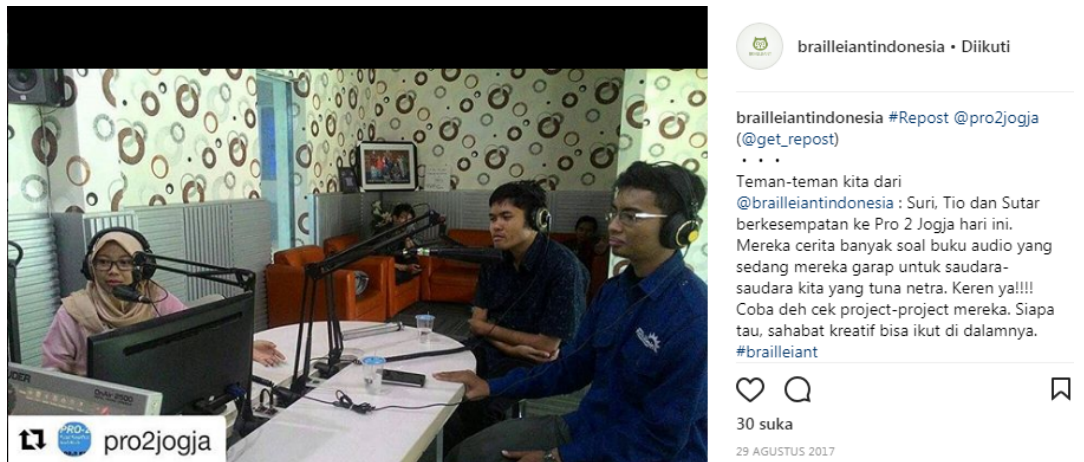 brailleiantindonesia • Diikuti
brailleiantindonesia #Repost @pro2jogja
(@get_repost)
• • •
Teman-teman kita dari
@brailleiantindonesia : Suri, Tio dan Sutar
berkesempatan ke Pro 2 Jogja hari ini.
Mereka cerita banyak soal buku audio yang
sedang mereka garap untuk saudara-
saudara kita yang tuna netra. Keren ya!!!!
Coba deh cek project-project mereka. Siapa
tau, sahabat kreatif bisa ikut di dalamnya.
#brailleiant
30 suka
29 AGUSTUS 2017
PRO-2
pro2jogja